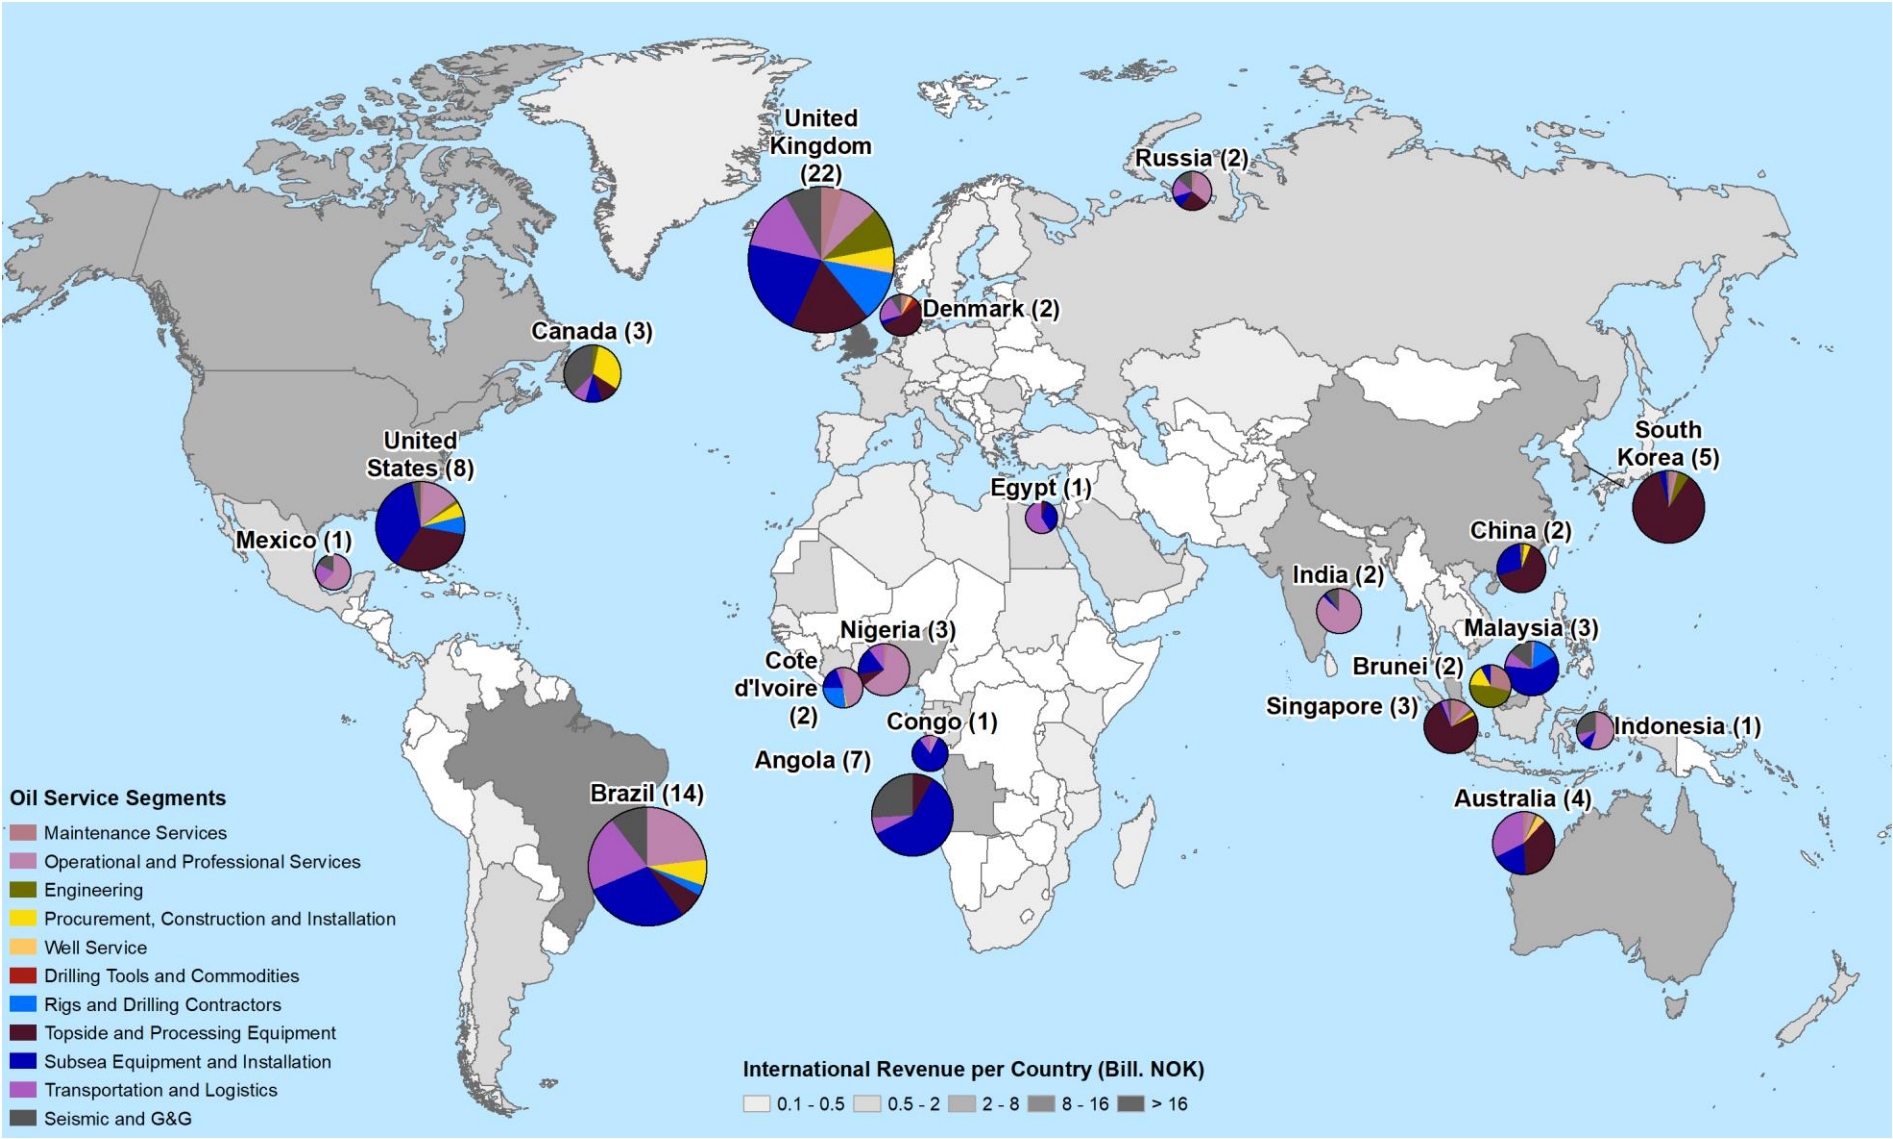 United
Kingdom
(22)
Russia (2)
Denmark (2)
Canada (3)
United
States (8)
South
Korea (5)
Egypt (1)
Mexico (1)
China (2)
India (2)
Nigeria (3)
Malaysia (3)
Cote
d'Ivoire
(2)
Brunei (2)
Singapore (3)
Congo (1)
Indonesia (1)
Angola (7)
Brazil (14)
Australia (4)
Oil Service Segments
Maintenance Services
Operational and Professional Services
Engineering
Procurement, Construction and Installation
Well Service
Drilling Tools and Commodities
Rigs and Drilling Contractors
Topside and Processing Equipment
Subsea Equipment and Installation
Transportation and Logistics
Seismic and G&G
International Revenue per Country (Bill. NOK)
0.1 - 0.5 0.5 - 2 2 - 8 8 - 16 > 16